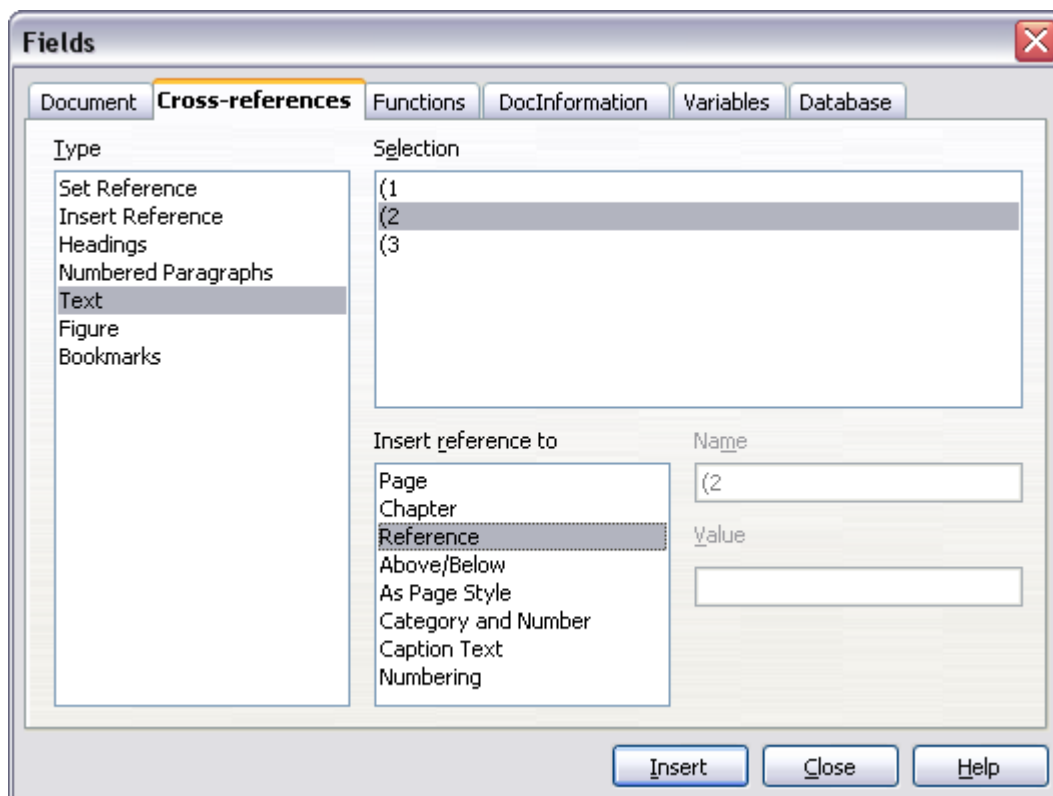 Fields
Document Cross-references Functions DocInformation Variables Database
Type
Set Reference
Insert Reference
Headings
Numbered Paragraphs
Text
Figure
Bookmarks
Selection
(1
(2
(3
Insert reference to
Page
Chapter
Reference
Above/Below
As Page Style
Category and Number
Caption Text
Numbering
Name
(2
Value
Insert Close Help